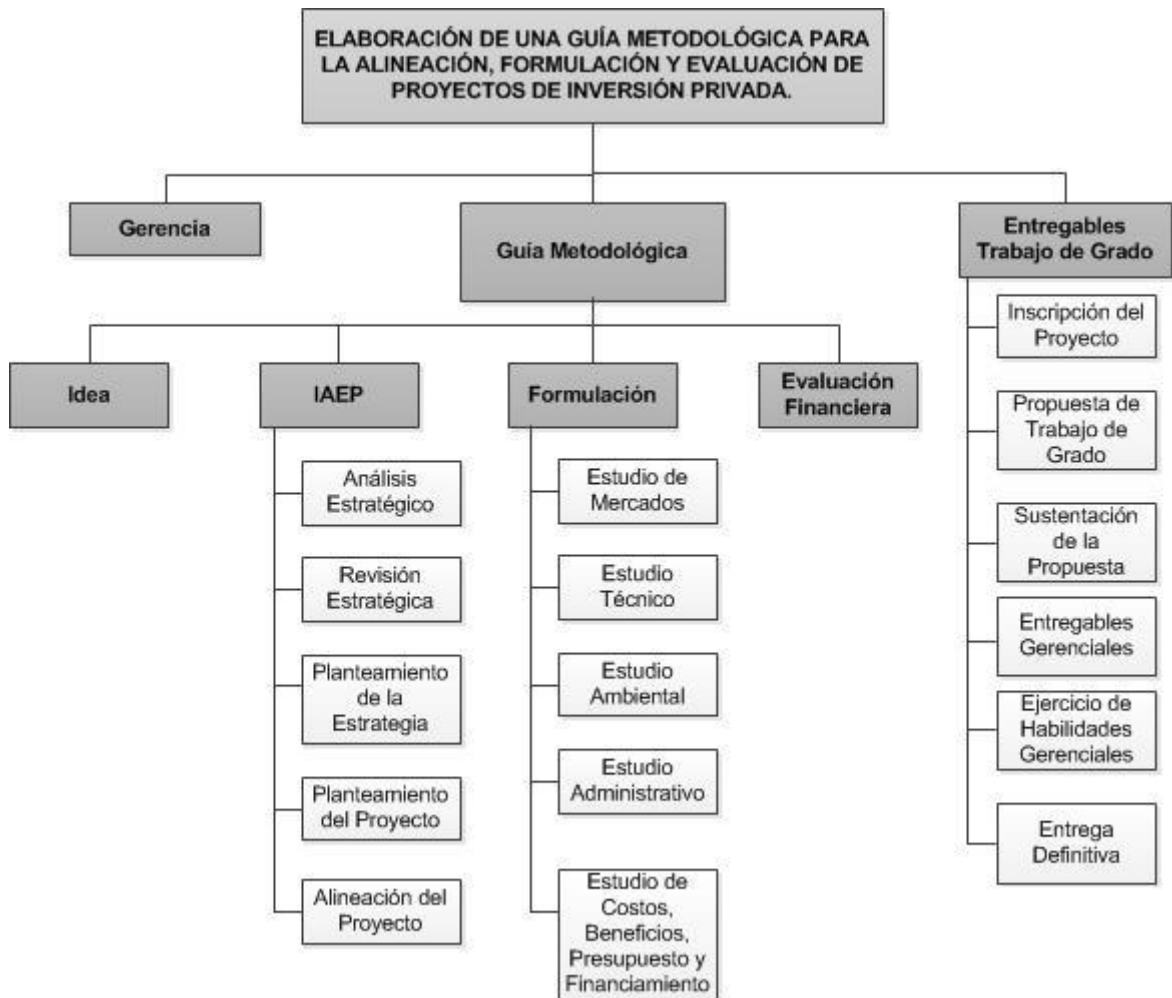 ELABORACIÓN DE UNA GUÍA METODOLÓGICA PARA
LA ALINEACIÓN, FORMULACIÓN Y EVALUACIÓN DE
PROYECTOS DE INVERSIÓN PRIVADA.
Gerencia
Guía Metodológica
Entregables
Trabajo de Grado
Idea
IAEP
Formulación
Evaluación
Financiera
Análisis
Estratégico
Revisión
Estratégica
Planteamiento
de la
Estrategia
Planteamiento
del Proyecto
Alineación del
Proyecto
Estudio de
Mercados
Estudio
Técnico
Estudio
Ambiental
Estudio
Administrativo
Estudio de
Costos,
Beneficios,
Presupuesto y
Financiamiento
Inscripción del
Proyecto
Propuesta de
Trabajo de
Grado
Sustentación
de la
Propuesta
Entregables
Gerenciales
Ejercicio de
Habilidades
Gerenciales
Entrega
Definitiva